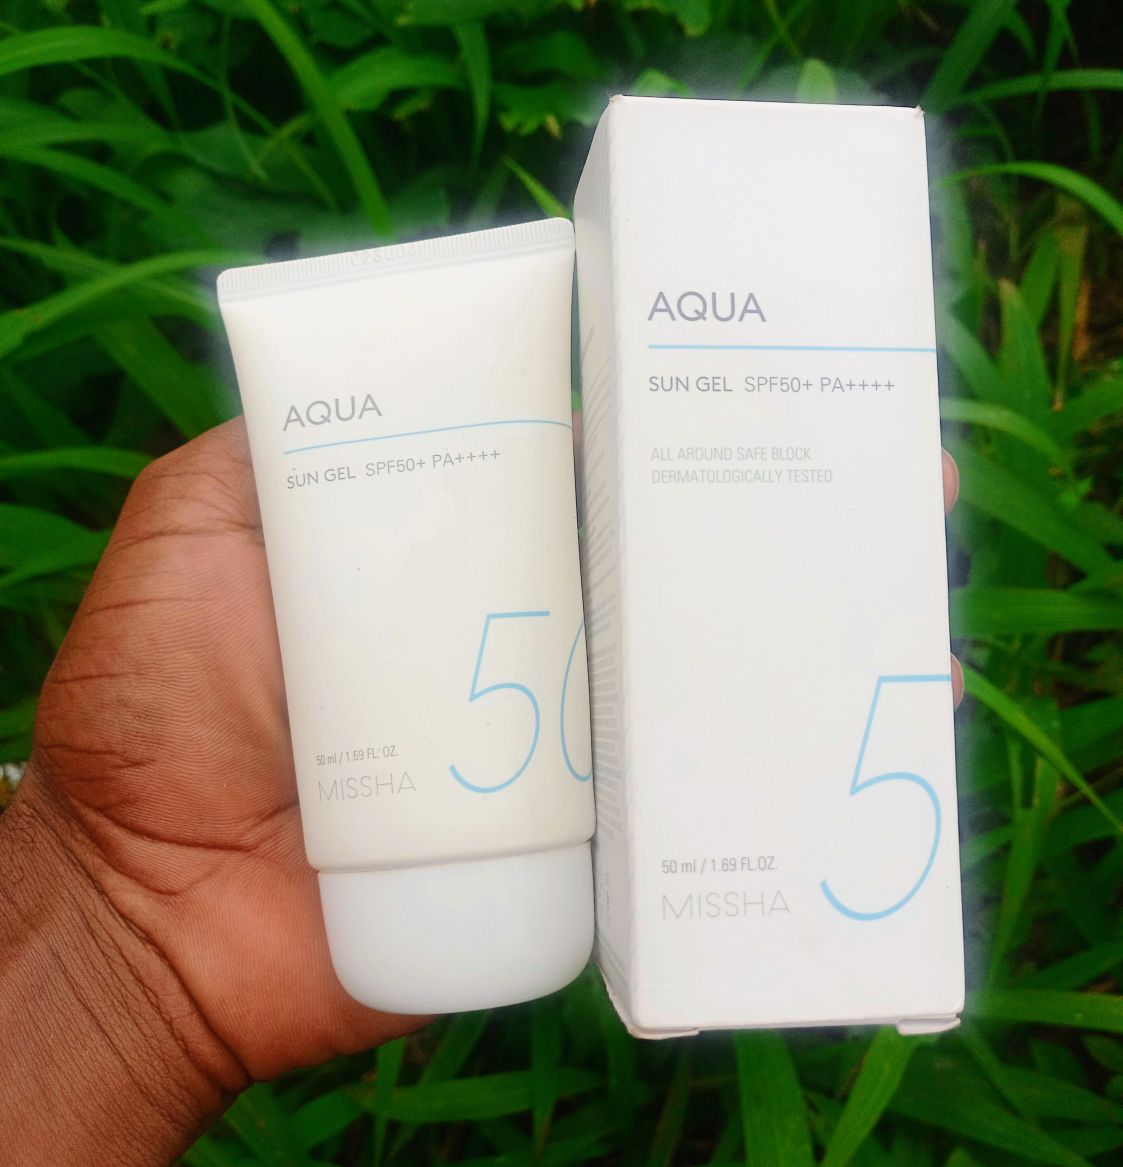 AQUA
SUN GEL SPF50+ PA++++
50
50 ml / 1.69 FL. OZ.
MISSHA
AQUA
SUN GEL SPF50+ PA++++
ALL AROUND SAFE BLOCK
DERMATOLOGICALLY TESTED
5
50 ml / 1.69 FL.OZ.
MISSHA